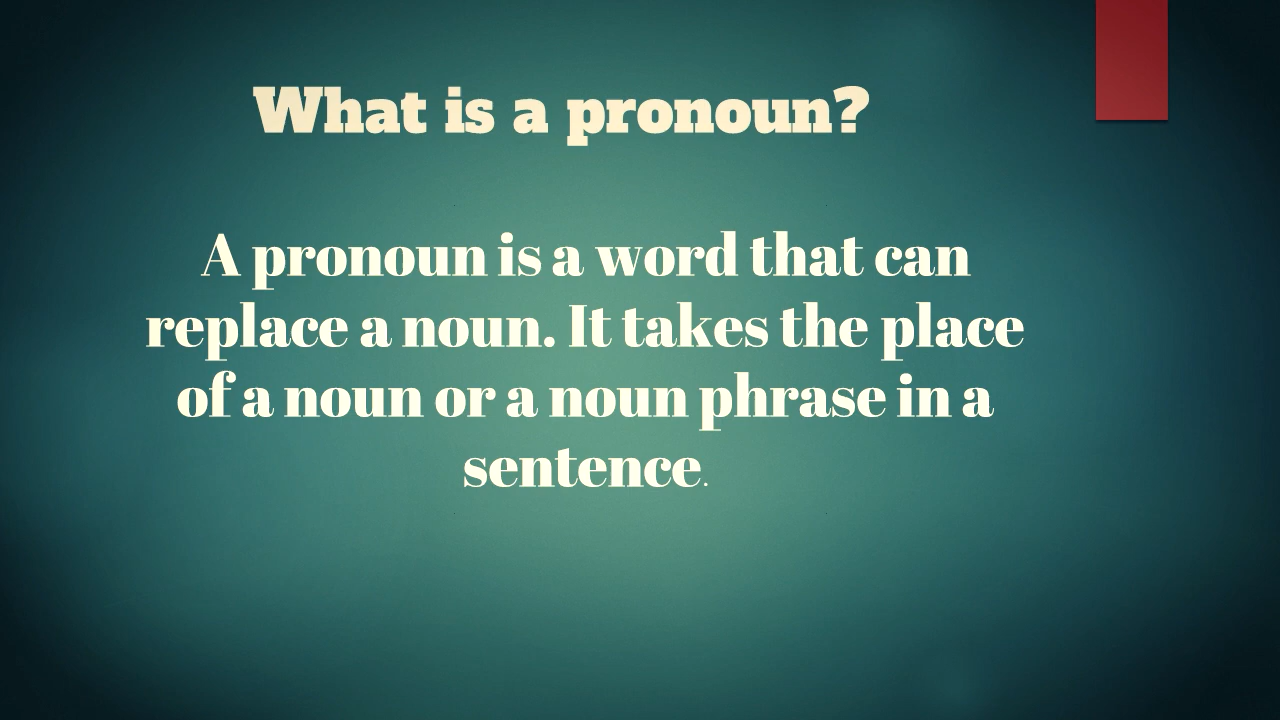 What is a pronoun?
A pronoun is a word that can
replace a noun. It takes the place
of a noun or a noun phrase in a
sentence.